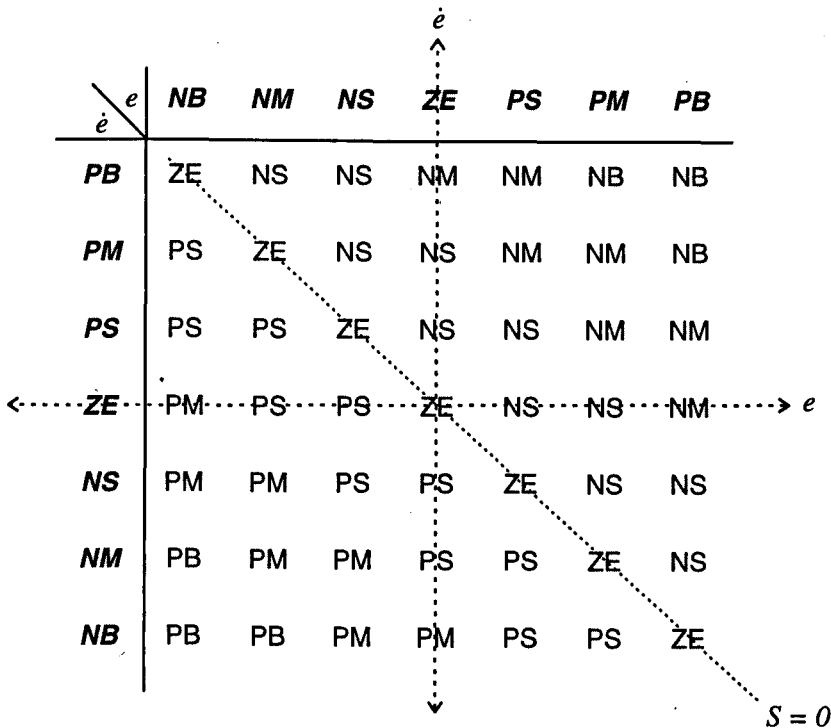 ė
e NB NM NS ZE PS PM PB
ė
PB ZE NS NS NM NM NB NB
PM PS ZE NS NS NM NM NB
PS PS PS ZE NS NS NM NM
ZE PM PS PS ZE NS NS NM e
NS PM PM PS PS ZE NS NS
NM PB PM PM PS PS ZE NS
NB PB PB PM PM PS PS ZE
S = 0